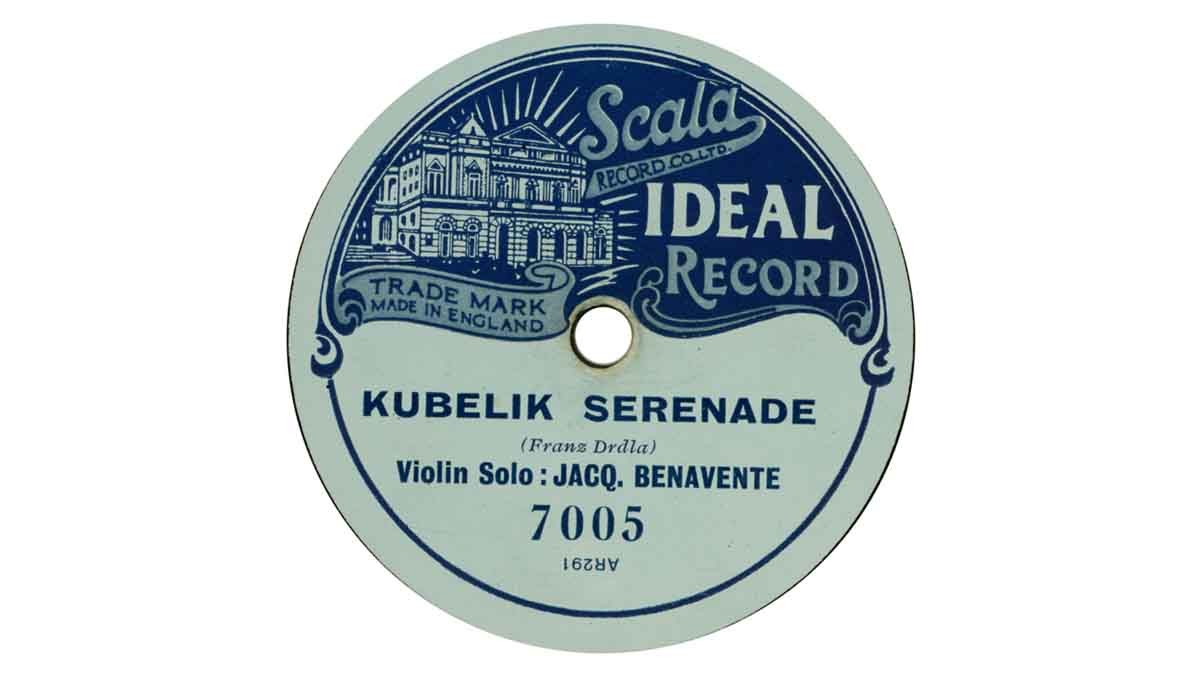 Scala
RECORD CO. LTD.
IDEAL
RECORD
TRADE MARK
MADE IN ENGLAND
KUBELIK SERENADE
(Franz Drdla)
Violin Solo : JACQ. BENAVENTE
7005
AR291